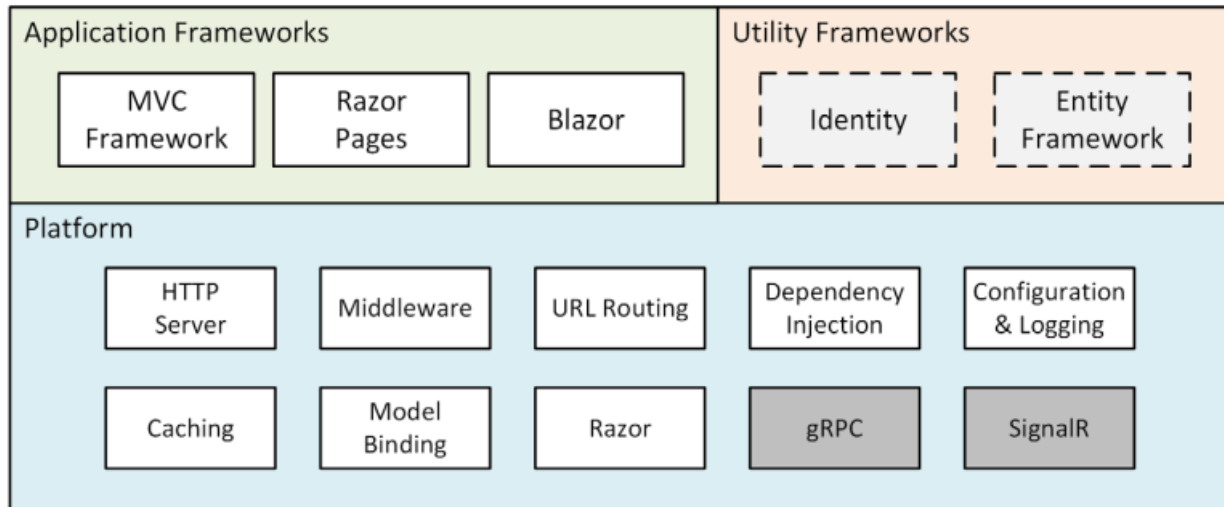 Application Frameworks
MVC
Framework
Razor
Pages
Blazor
Utility Frameworks
Identity
Entity
Framework
Platform
HTTP
Server
Middleware
URL Routing
Dependency
Injection
Configuration
& Logging
Caching
Model
Binding
Razor
gRPC
SignalR